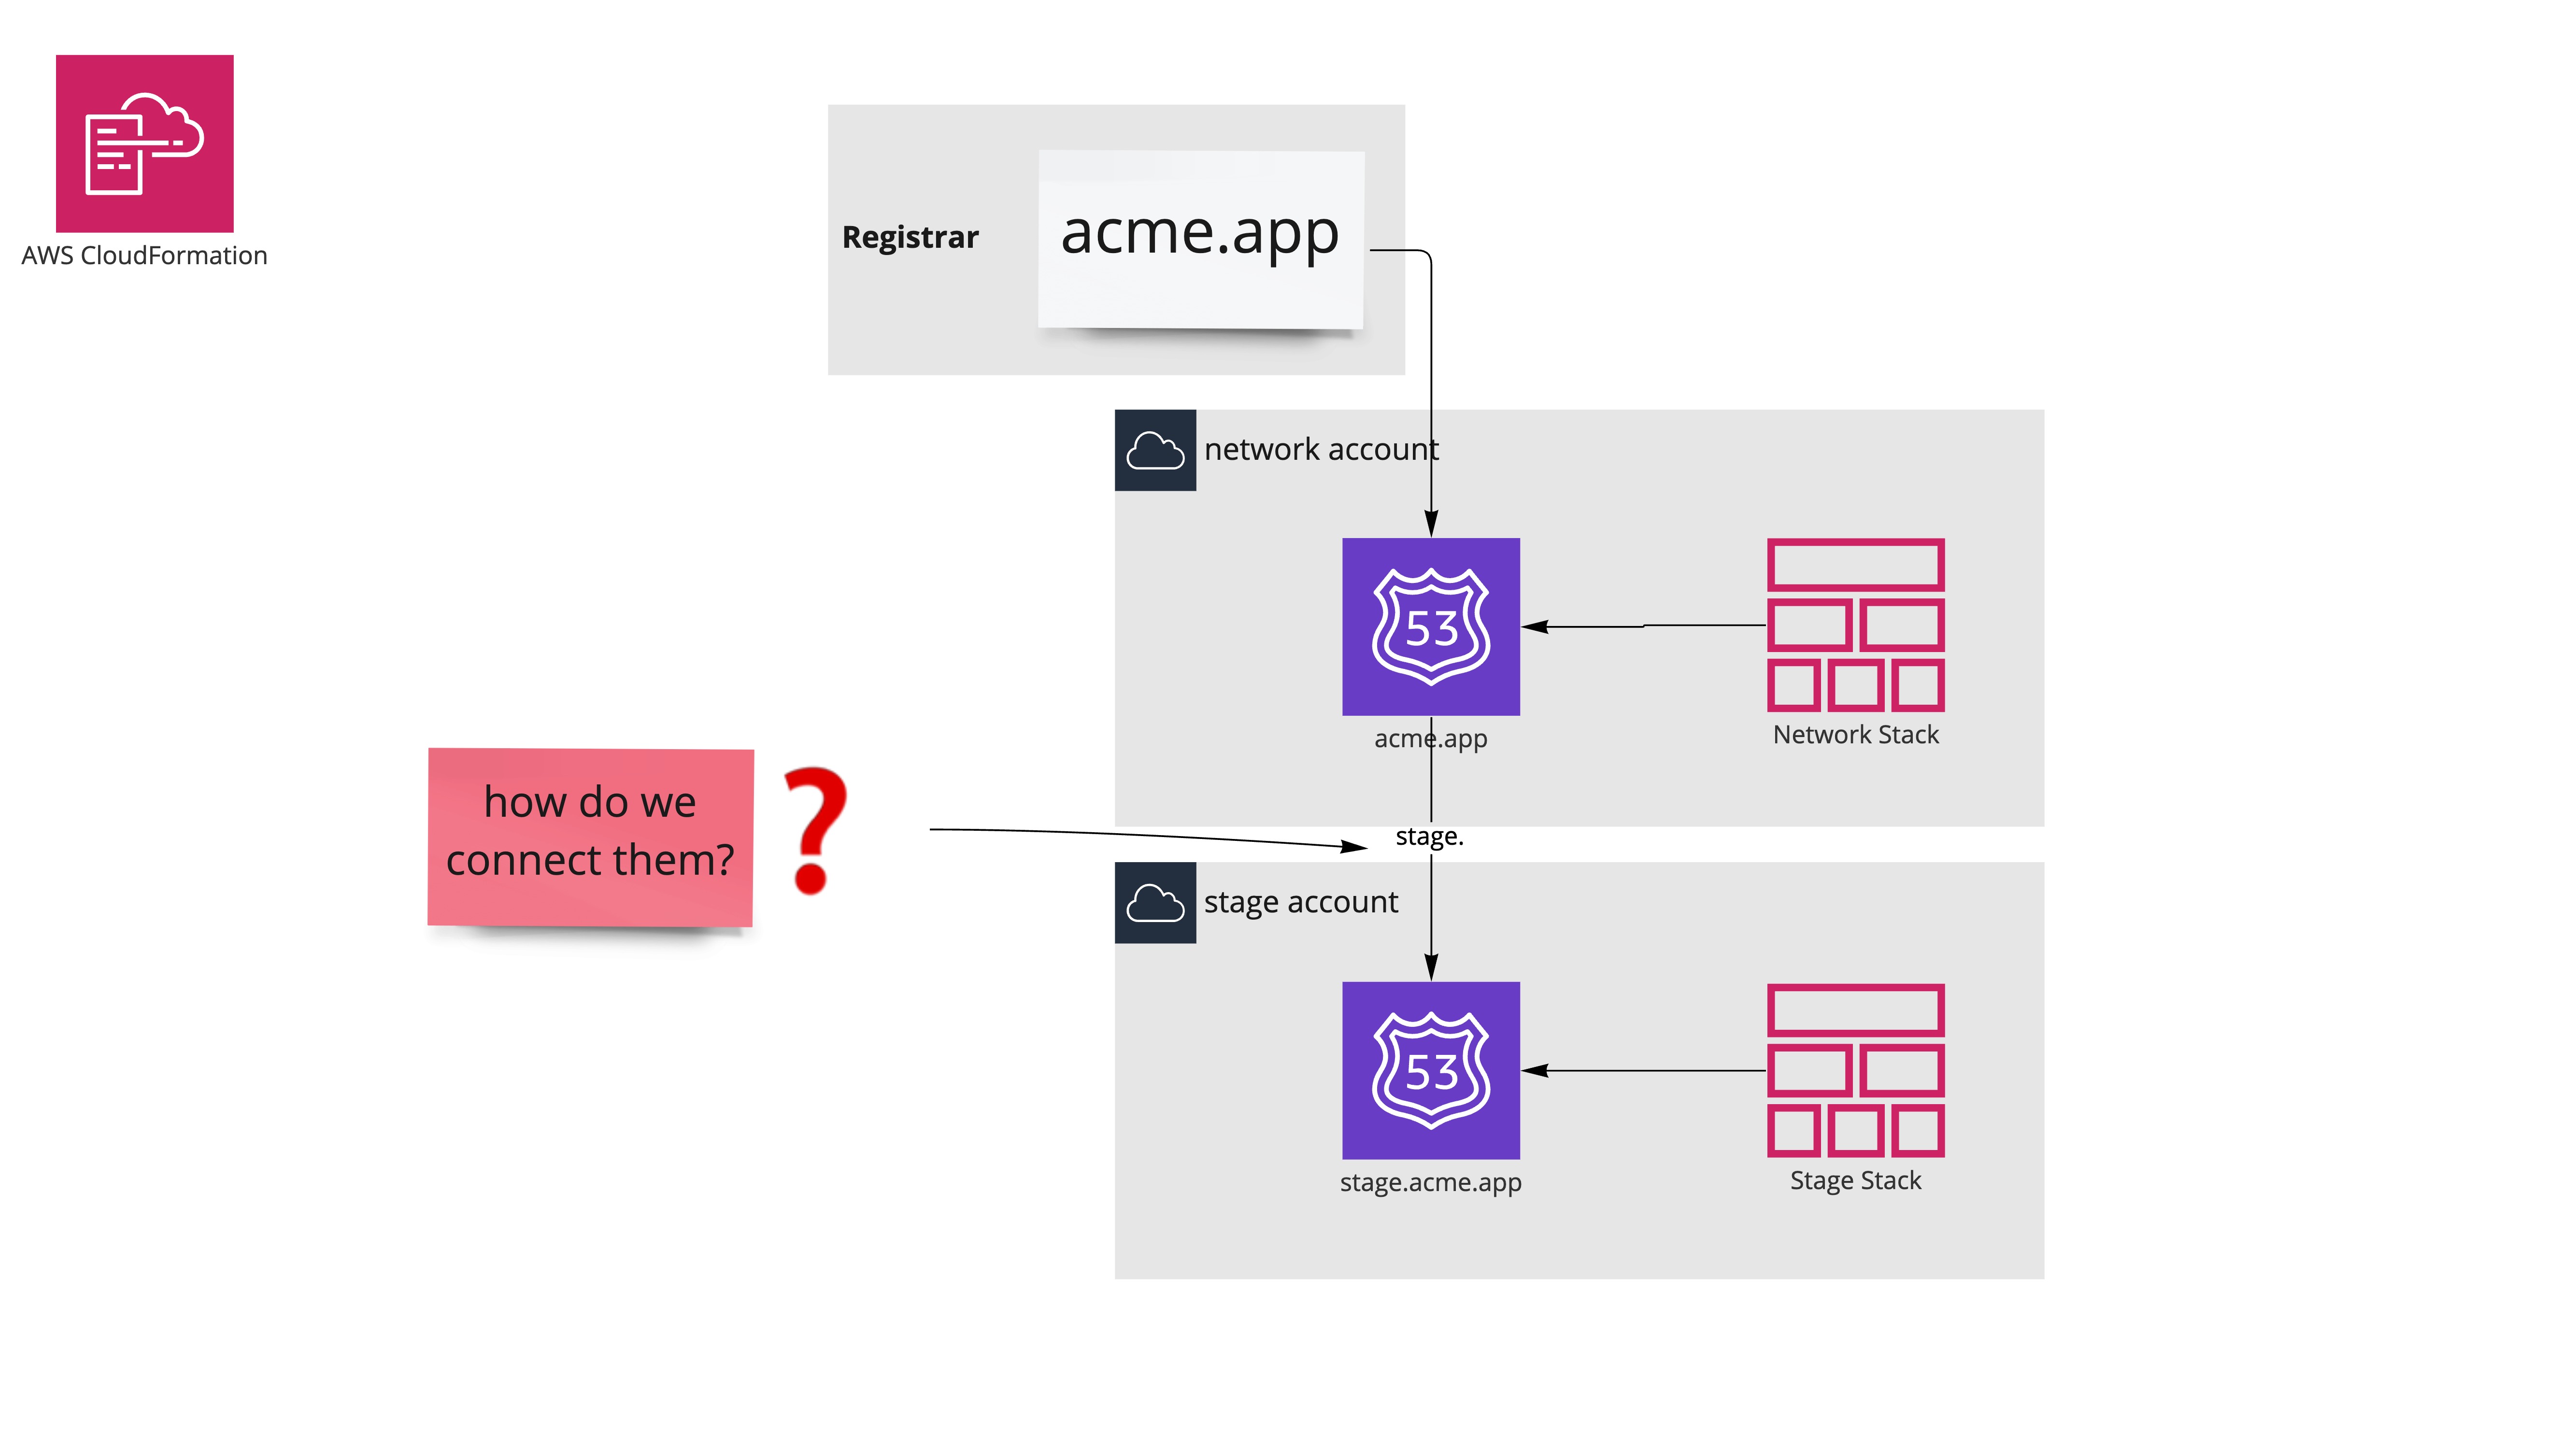 AWS CloudFormation
Registrar
acme.app
network account
53
acme.app
Network Stack
how do we
connect them?
?
stage.
stage account
53
stage.acme.app
Stage Stack